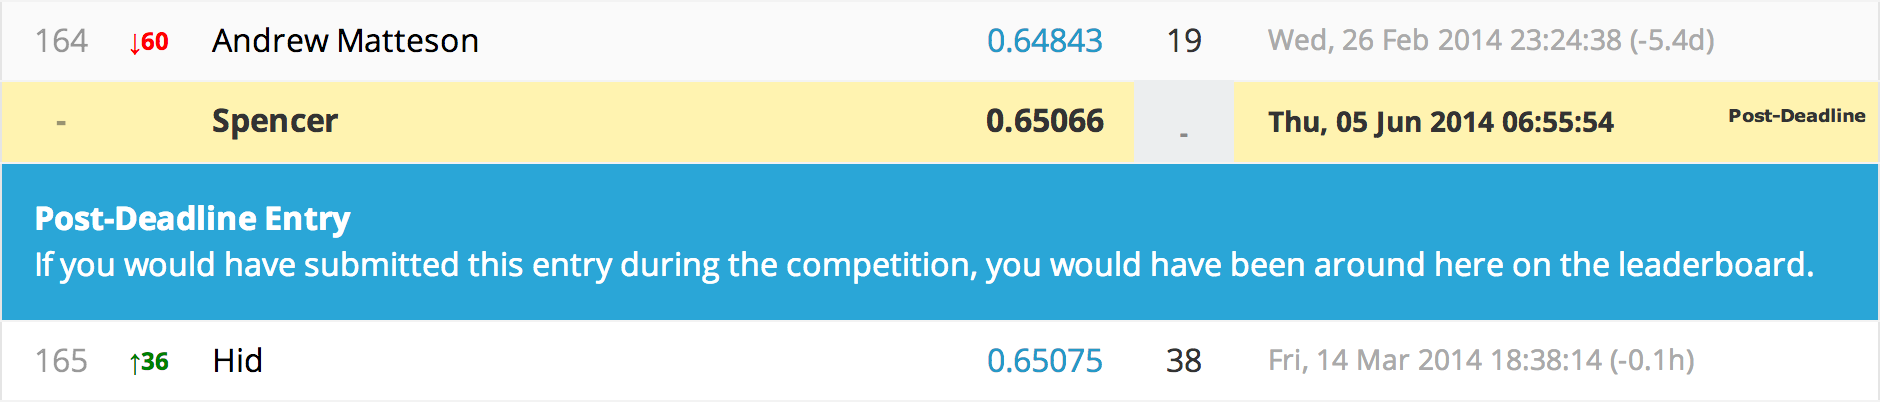 164 ↓60 Andrew Matteson 0.64843 19 Wed, 26 Feb 2014 23:24:38 (-5.4d)
- Spencer 0.65066 - Thu, 05 Jun 2014 06:55:54 Post-Deadline
Post-Deadline Entry
If you would have submitted this entry during the competition, you would have been around here on the leaderboard.
165 ↑36 Hid 0.65075 38 Fri, 14 Mar 2014 18:38:14 (-0.1h)